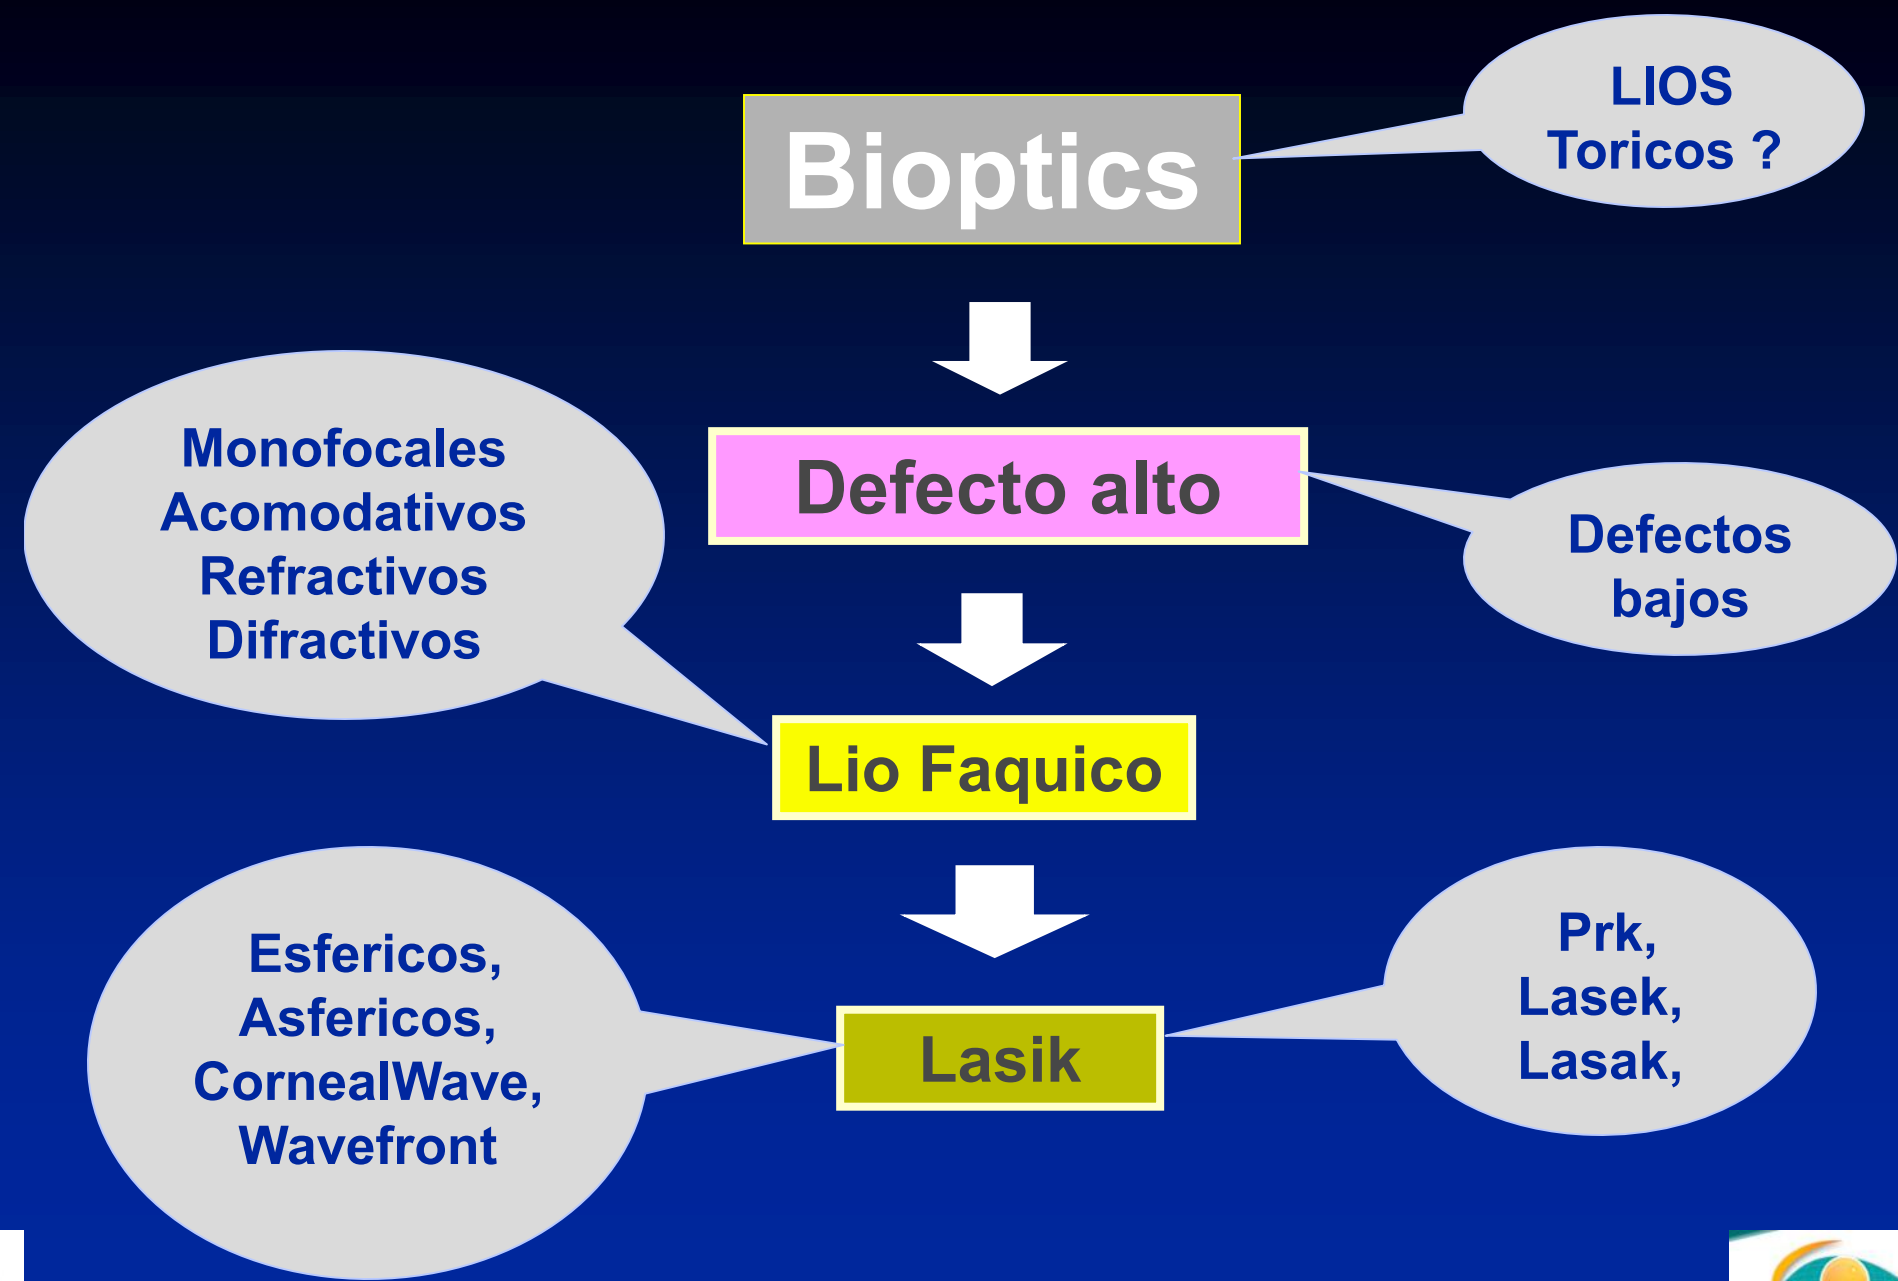 Bioptics
LIOS
Toricos ?
Defecto alto
Defectos
bajos
Monofocales
Acomodativos
Refractivos
Difractivos
Lio Faquico
Esfericos,
Asfericos,
CornealWave,
Wavefront
Lasik
Prk,
Lasek,
Lasak,